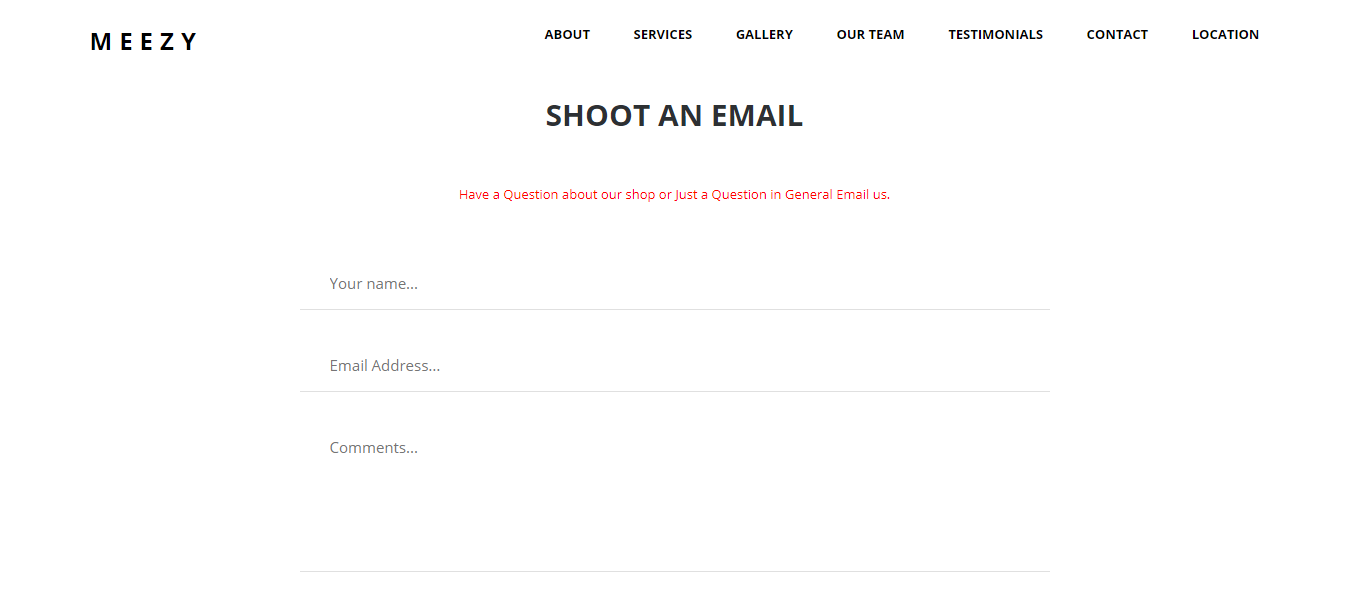 M E E Z Y
ABOUT SERVICES GALLERY OUR TEAM TESTIMONIALS CONTACT LOCATION
SHOOT AN EMAIL
Have a Question about our shop or Just a Question in General Email us.
Your name...
Email Address...
Comments...